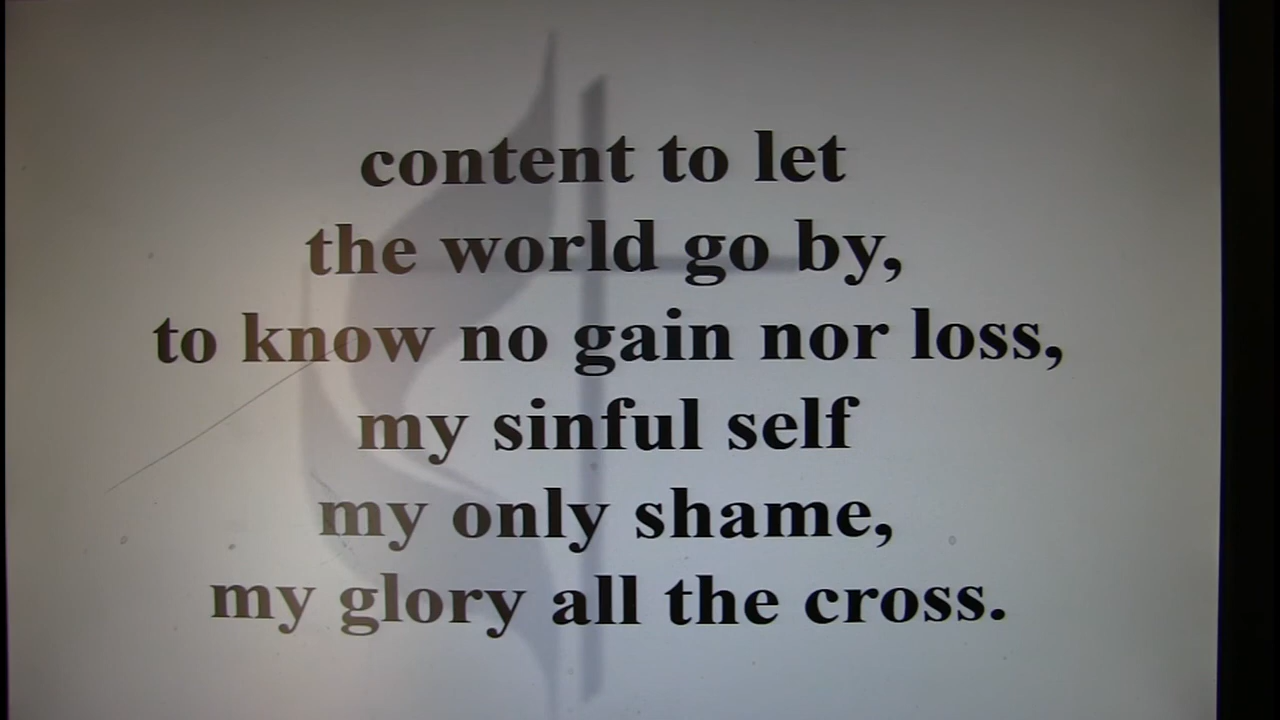 content to let
the world go by,
to know no gain nor loss,
my sinful self
my only shame,
my glory all the cross.